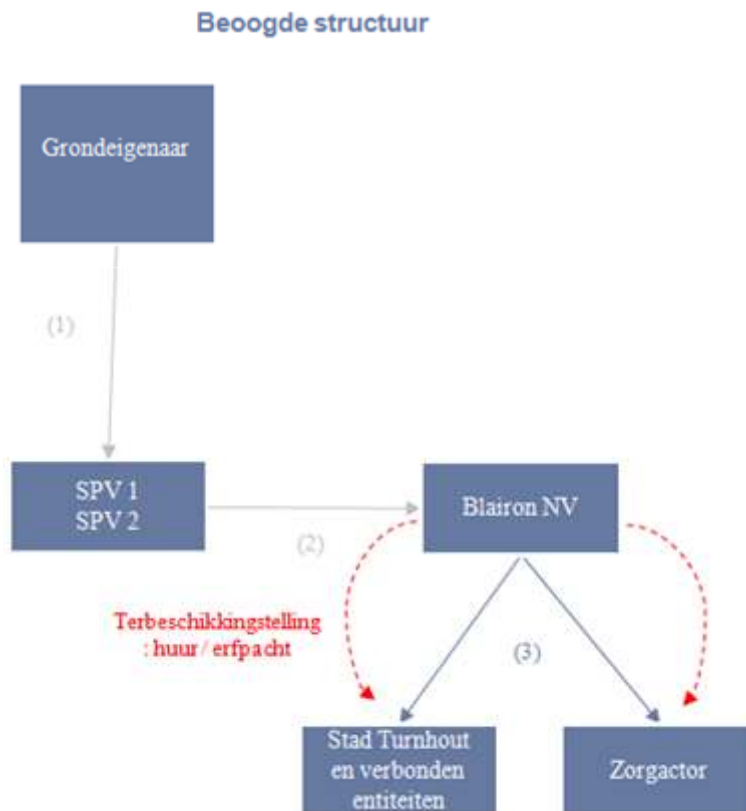 Beoogde structuur
Grondeigenaar
(1)
SPV 1
SPV 2
(2)
Blairon NV
Terbeschikkingstelling
: huur / erfpacht
(3)
Stad Turnhout
en verbonden
entiteiten
Zorgactor